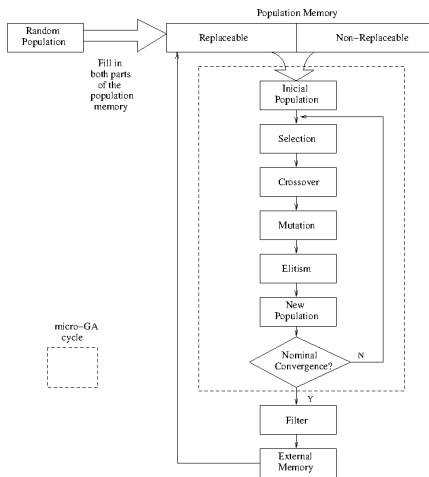 Population Memory
Random
Population
Replaceable
Non-Replaceable
Fill in
both parts
of the
population
memory
Inicial
Population
Selection
Crossover
Mutation
Elitism
New
Population
micro-GA
cycle
Nominal
Convergence?
N
Y
Filter
External
Memory